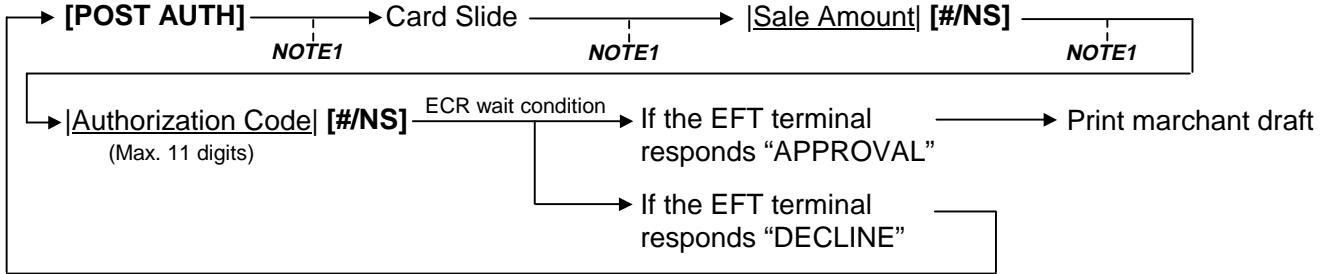 [POST AUTH] Card Slide |Sale Amount| [#/NS]
NOTE1 NOTE1 NOTE1
|Authorization Code| [#/NS] ECR wait condition If the EFT terminal Print marchant draft
(Max. 11 digits) responds “APPROVAL”
If the EFT terminal
responds “DECLINE”